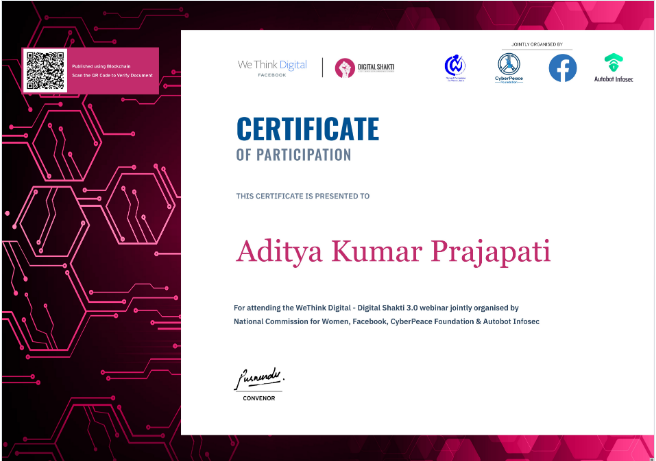 Published using Blockchain
Scan the QR Code to Verify Document
We Think Digital
FACEBOOK
DIGITAL SHAKTI
JOINTLY ORGANISED BY
CyberPeace
Autobot Infosec
CERTIFICATE
OF PARTICIPATION
THIS CERTIFICATE IS PRESENTED TO
Aditya Kumar Prajapati
For attending the WeThink Digital - Digital Shakti 3.0 webinar jointly organised by
National Commission for Women, Facebook, CyberPeace Foundation & Autobot Infosec
Purnendu
CONVENOR